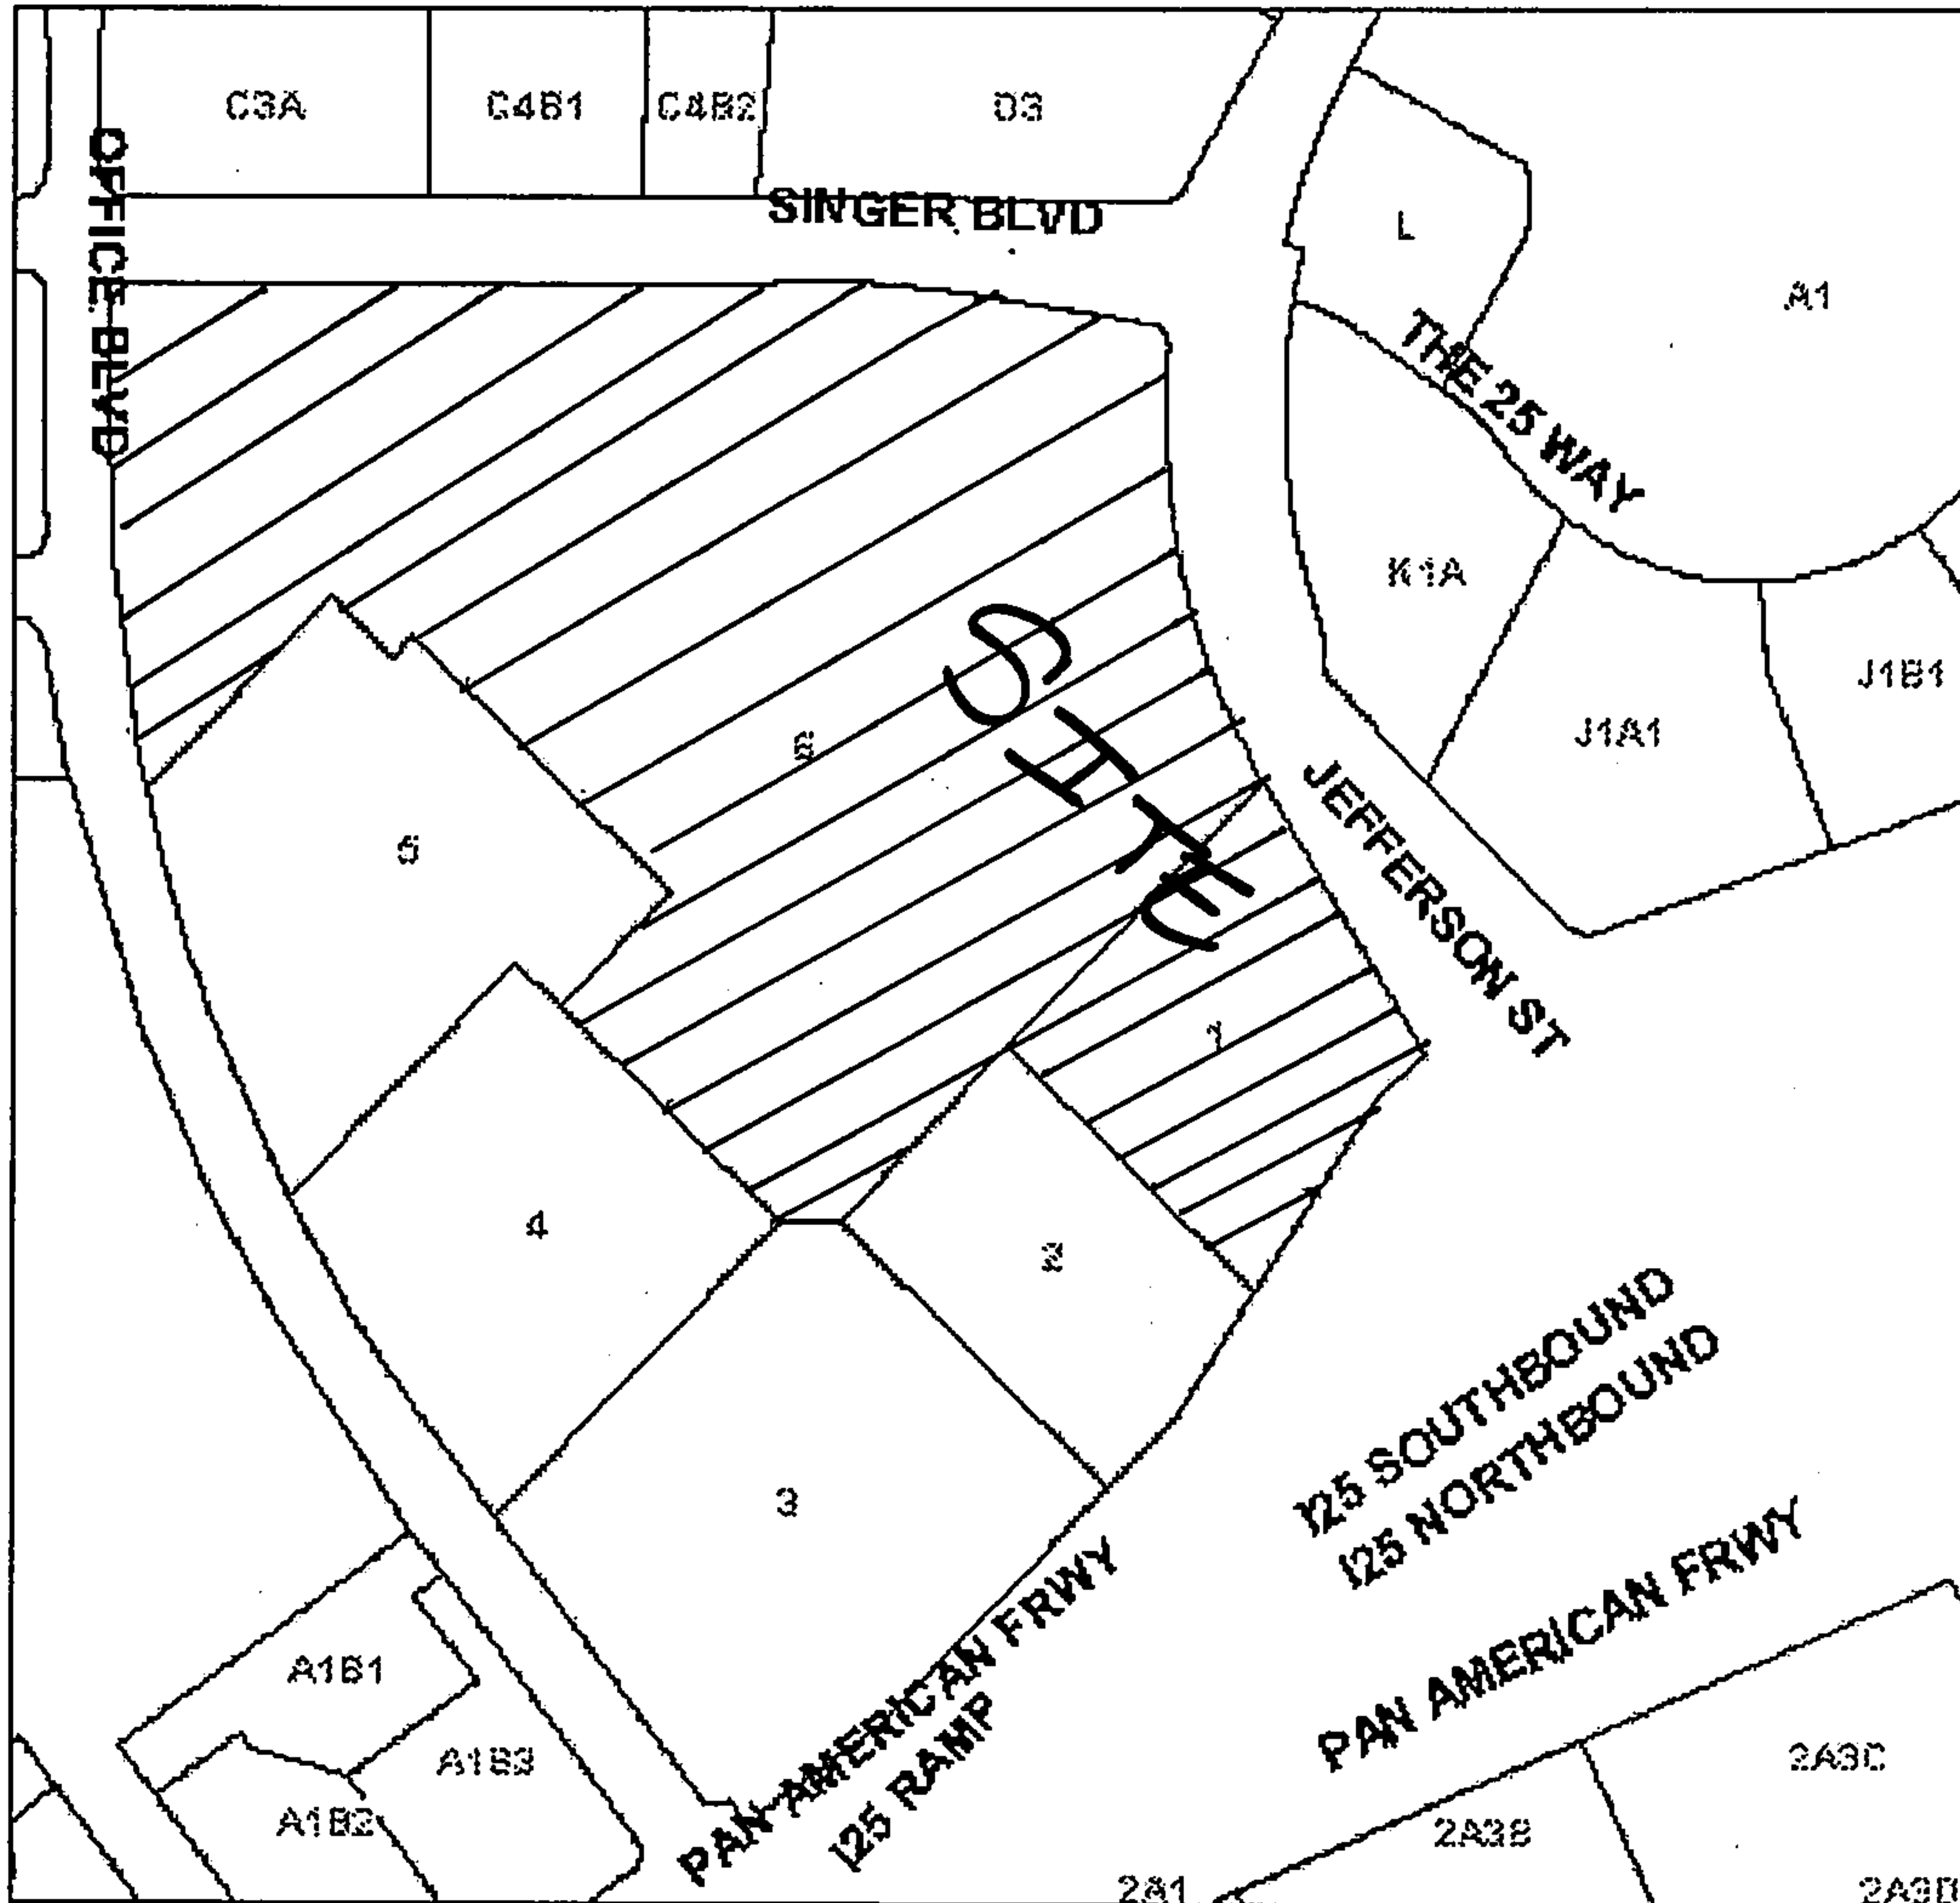 C3A
C4B1
C4B2
D3
OFFICE BLVD
SINGER BLVD
L
A1
THE 25 WAY
K1A
J1B1
J1A1
6
SITE
JEFFERSON ST
5
1
4
2
I25 SOUTHBOUND
I25 NORTHBOUND
3
PAN AMERICAN FRWY
PAN AMERICAN FRWY
I25 RAMP
A1B1
A1B3
A1B2
2A3C
2A3B
2A1